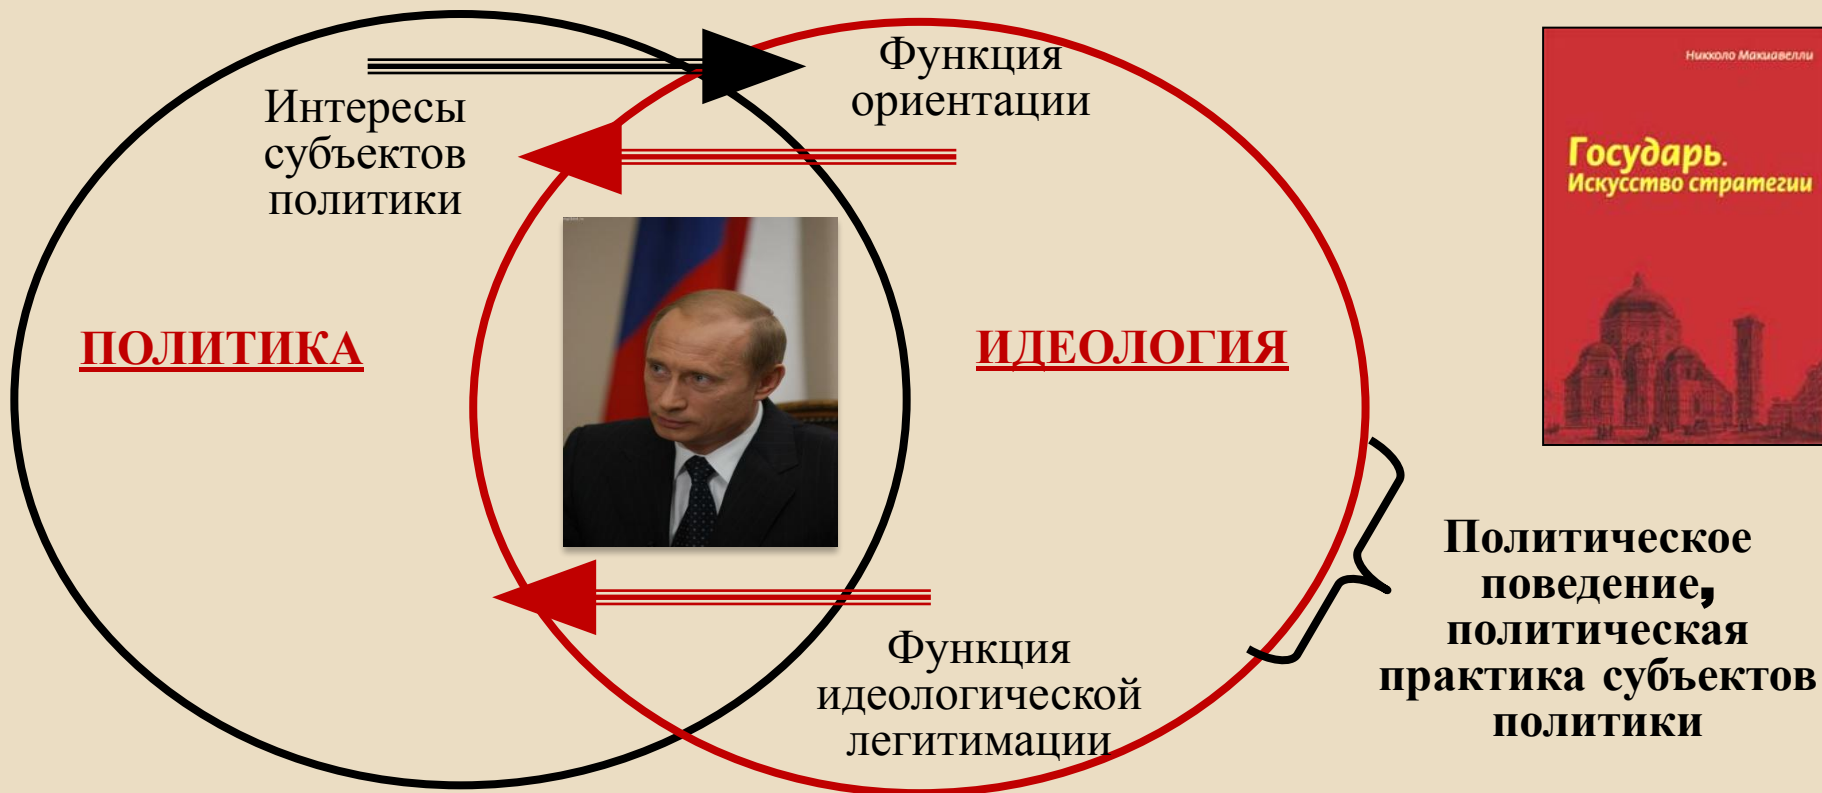 Функция
ориентации
Интересы
субъектов
политики
ПОЛИТИКА
ИДЕОЛОГИЯ
Функция
идеологической
легитимации
Никколо Макиавелли
Государь.
Искусство стратегии
Политическое
поведение,
политическая
практика субъектов
политики